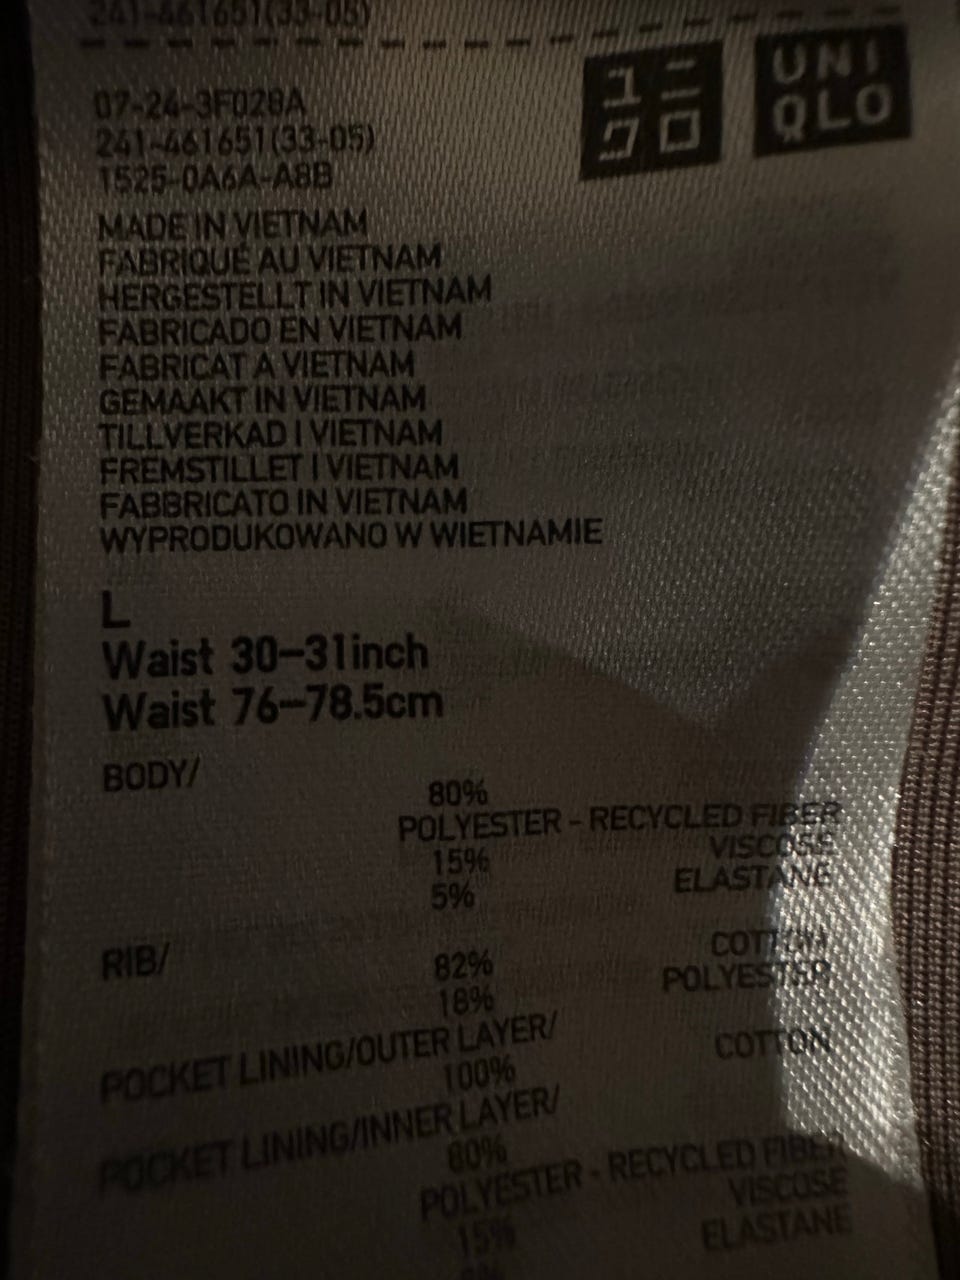 241-461651(33-05)
ユニ
クロ
UNI
QLO
07-24-3F028A
241-461651(33-05)
1525-0A6A-A8B
MADE IN VIETNAM
FABRIQUÉ AU VIETNAM
HERGESTELLT IN VIETNAM
FABRICADO EN VIETNAM
FABRICAT A VIETNAM
GEMAAKT IN VIETNAM
TILLVERKAD I VIETNAM
FREMSTILLET I VIETNAM
FABBRICATO IN VIETNAM
WYPRODUKOWANO W WIETNAMIE
L
Waist 30-31inch
Waist 76-78.5cm
BODY/
80%
POLYESTER - RECYCLED FIBER
VISCOSE
15%
ELASTANE
5%
RIB/
COTTON
82%
POLYESTER
18%
POCKET LINING/OUTER LAYER/
COTTON
100%
POCKET LINING/INNER LAYER/
80%
POLYESTER - RECYCLED FIBER
VISCOSE
15%
ELASTANE